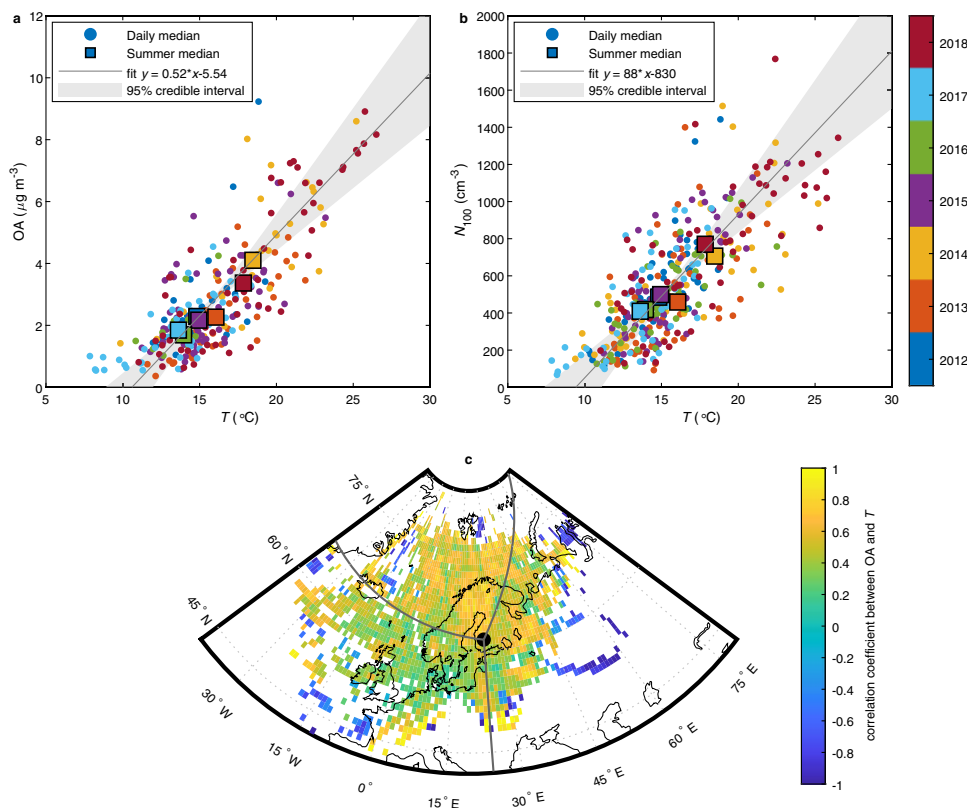 a
Daily median
Summer median
fit y = 0.52*x-5.54
95% credible interval
12
10
8
6
4
2
0
OA (μg m-3)
5
10
15
20
25
30
T (°C)
b
Daily median
Summer median
fit y = 88* x-830
95% credible interval
2000
1800
1600
1400
1200
1000
800
600
400
200
0
N100 (cm-3)
5
10
15
20
25
30
T (°C)
2018
2017
2016
2015
2014
2013
2012
c
75° N
60° N
45° N
30° W
15° W
0°
15° E
30° E
45° E
60° E
75° E
1
0.8
0.6
0.4
0.2
0
-0.2
-0.4
-0.6
-0.8
-1
correlation coefficient between OA and T